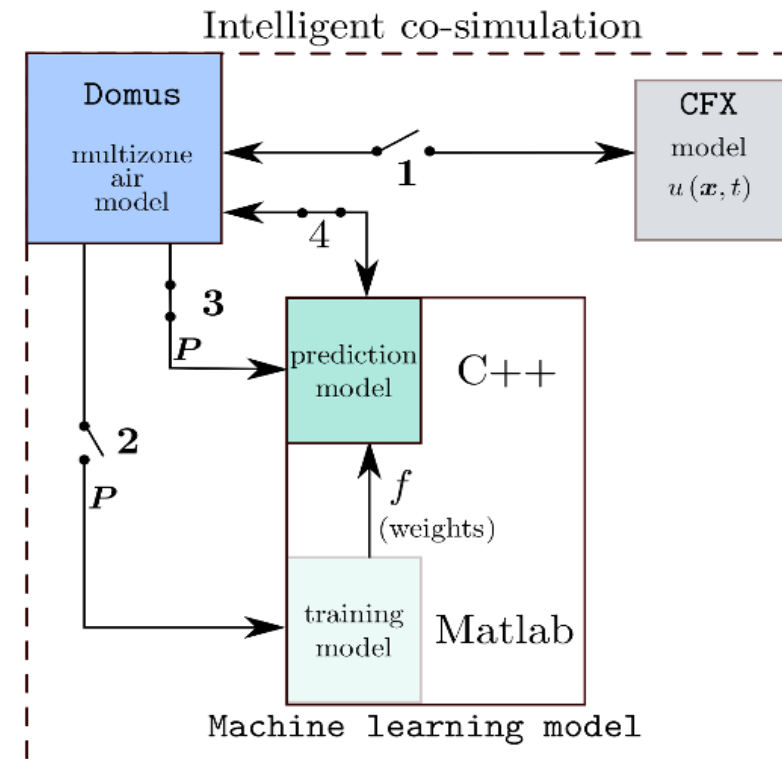 Intelligent co-simulation
Domus
multizone
air
model
CFX
model
u (x, t)
1
4
3
P
prediction
model
C++
2
P
f
(weights)
training
model
Matlab
Machine learning model